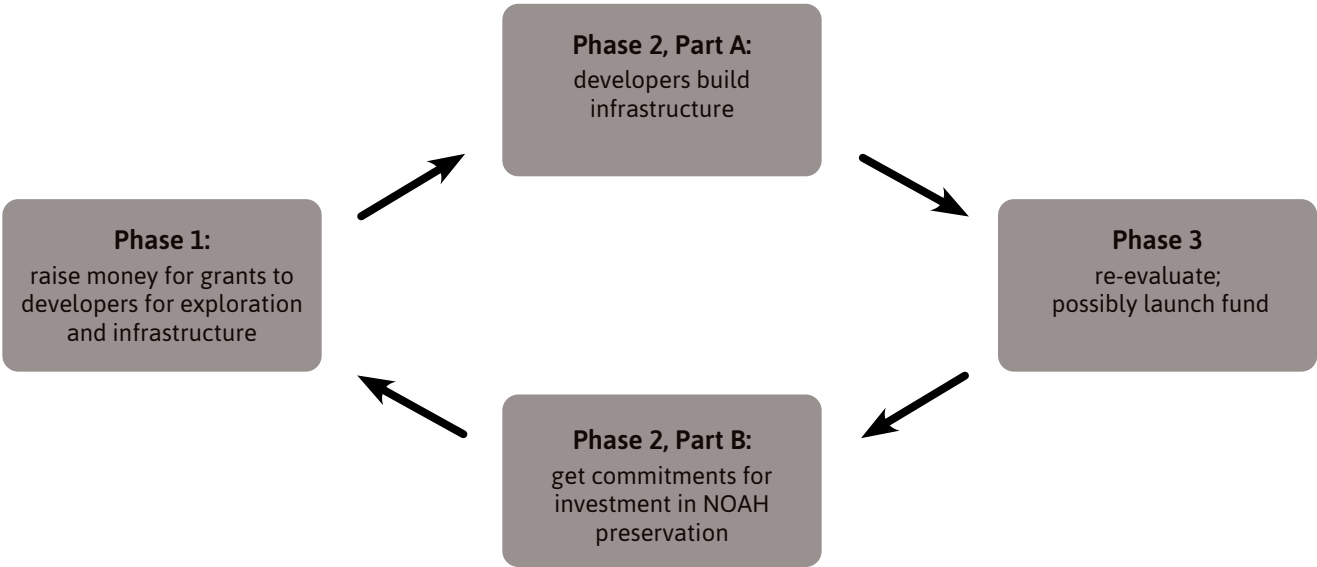 Phase 2, Part A:
developers build
infrastructure
Phase 1:
raise money for grants to
developers for exploration
and infrastructure
Phase 3
re-evaluate;
possibly launch fund
Phase 2, Part B:
get commitments for
investment in NOAH
preservation